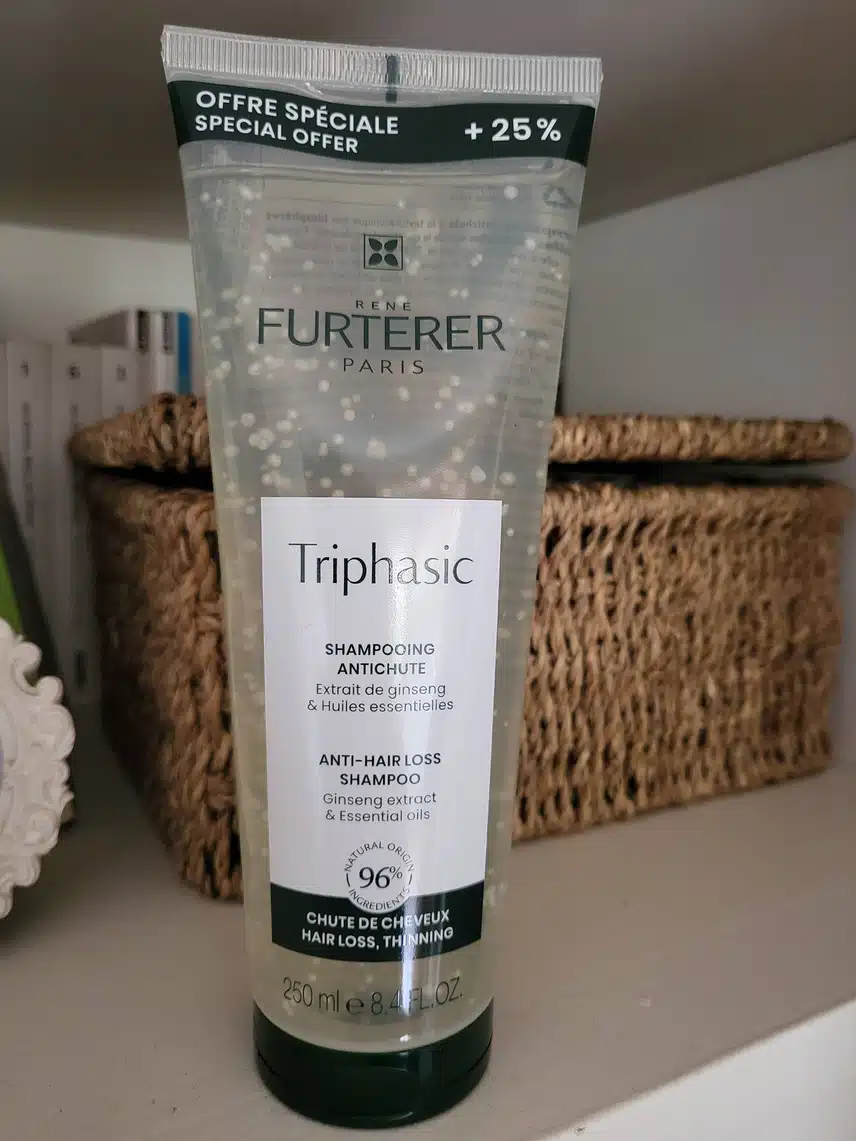 OFFRE SPÉCIALE
SPECIAL OFFER
+ 25%
RENE
FURTERER
PARIS
Triphasic
SHAMPOOING
ANTICHUTE
Extrait de ginseng
& Huiles essentielles
ANTI-HAIR LOSS
SHAMPOO
Ginseng extract
& Essential oils
NATURAL ORIGIN
96%
INGREDIENTS
CHUTE DE CHEVEUX
HAIR LOSS, THINNING
250 ml e 8.4 FL.OZ.